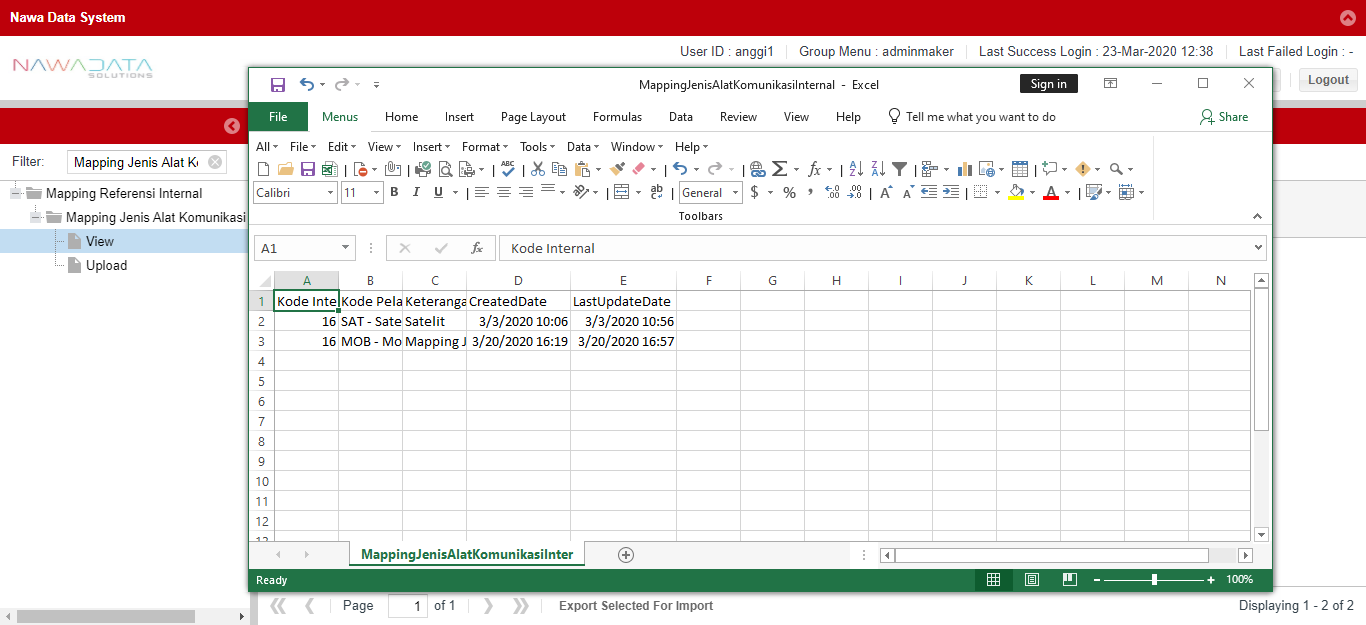 Nawa Data System
User ID : anggi1 Group Menu : adminmaker Last Success Login : 23-Mar-2020 12:38 Last Failed Login : -
NAWADATA
SOLUTIONS
Logout
MappingJenisAlatKomunikasiInternal - Excel
Sign in
File Menus Home Insert Page Layout Formulas Data Review View Help Tell me what you want to do Share
All File Edit View Insert Format Tools Data Window Help
Calibri 11 B I U General $ %
Toolbars
Filter:
Mapping Jenis Alat K
Mapping Referensi Internal
Mapping Jenis Alat Komunikasi
View
Upload
A1 fx Kode Internal
A B C D E F G H I J K L M N
1 Kode Inte Kode Pela Keteranga CreatedDate LastUpdateDate
2 16 SAT - Sate Satelit 3/3/2020 10:06 3/3/2020 10:56
3 16 MOB - Mo Mapping J 3/20/2020 16:19 3/20/2020 16:57
4
5
6
7
8
9
10
11
12
MappingJenisAlatKomunikasiInter
Ready
100%
Page 1 of 1 Export Selected For Import Displaying 1 - 2 of 2